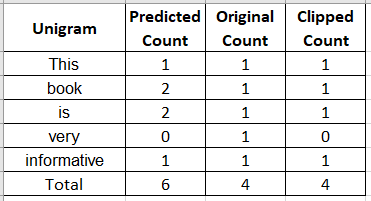 Unigram Predicted Count Original Count Clipped Count
This 1 1 1
book 2 1 1
is 2 1 1
very 0 1 0
informative 1 1 1
Total 6 4 4